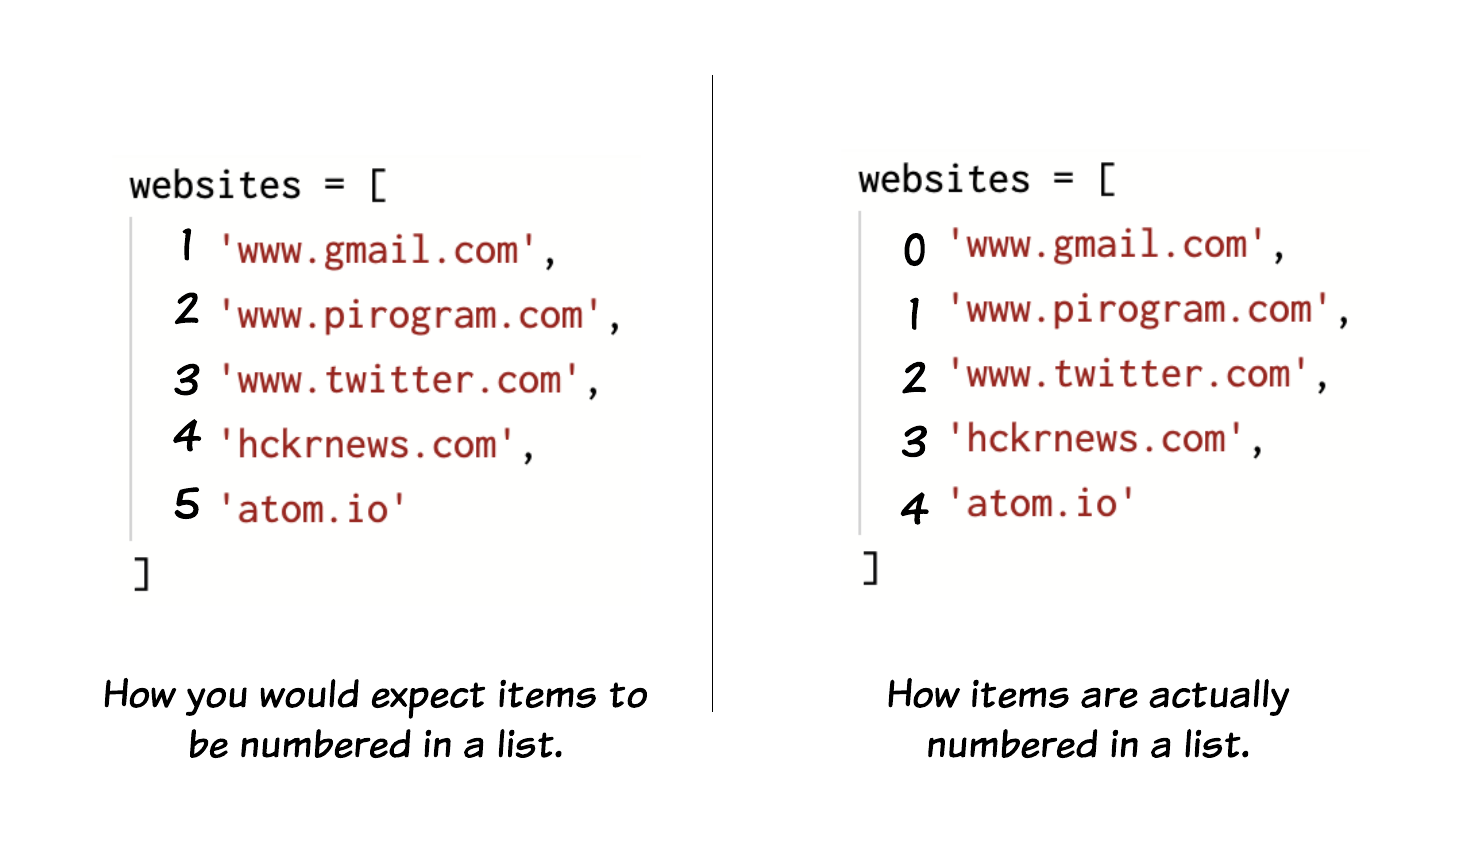 websites = [
1 'www.gmail.com',
2 'www.pirogram.com',
3 'www.twitter.com',
4 'hckrnews.com',
5 'atom.io'
]
How you would expect items to
be numbered in a list.
websites = [
0 'www.gmail.com',
1 'www.pirogram.com',
2 'www.twitter.com',
3 'hckrnews.com',
4 'atom.io'
]
How items are actually
numbered in a list.